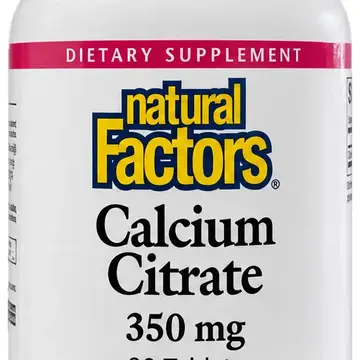 DIETARY SUPPLEMENT
natural
Factors®
Calcium
Citrate
350 mg